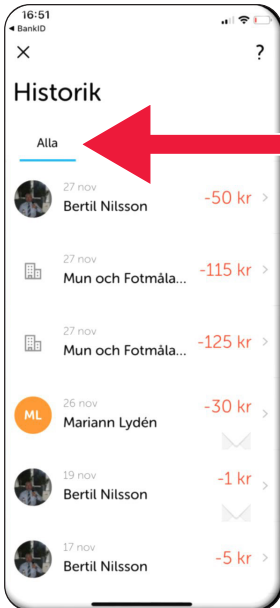 16:51
◀ BankID
?
Historik
Alla
27 nov
Bertil Nilsson
-50 kr
27 nov
Mun och Fotmåla...
-115 kr
27 nov
Mun och Fotmåla...
-125 kr
26 nov
ML
Mariann Lydén
-30 kr
19 nov
Bertil Nilsson
-1 kr
17 nov
Bertil Nilsson
-5 kr